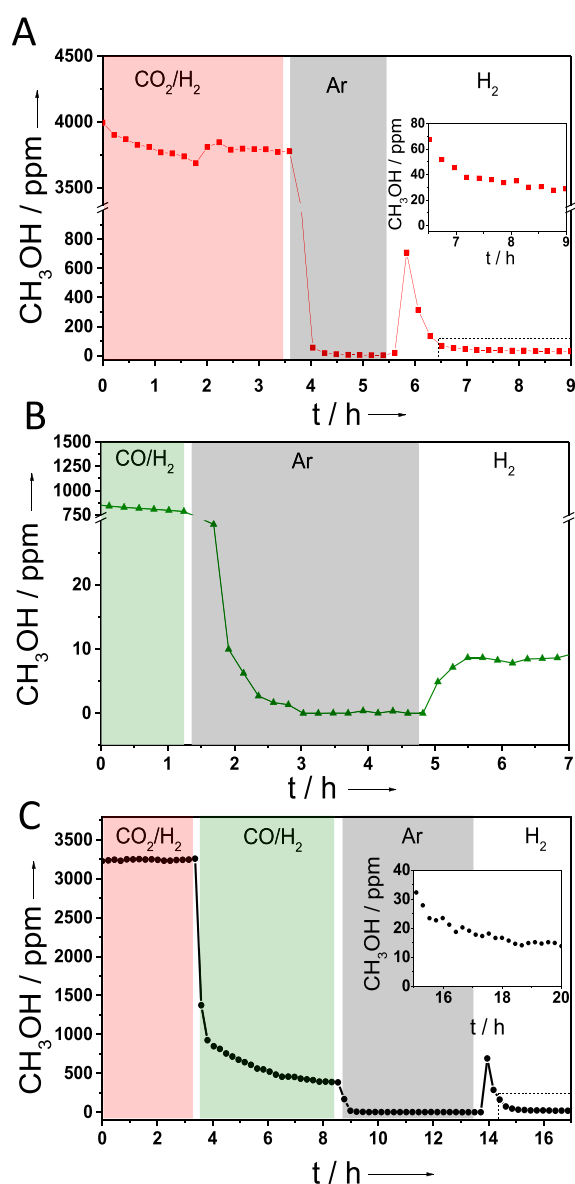 A
CO₂/H₂ Ar H₂
CH₃OH / ppm
4500
4000
3500
800
600
400
200
0
0 1 2 3 4 5 6 7 8 9
t / h
CH₃OH / ppm
80
60
40
20
0
7 8 9
t / h
B
CO/H₂ Ar H₂
CH₃OH / ppm
1500
1250
1000
750
20
10
0
0 1 2 3 4 5 6 7
t / h
C
CO₂/H₂ CO/H₂ Ar H₂
CH₃OH / ppm
3500
3000
2500
2000
1500
1000
500
0
0 2 4 6 8 10 12 14 16
t / h
CH₃OH / ppm
40
30
20
10
0
16 18 20
t / h